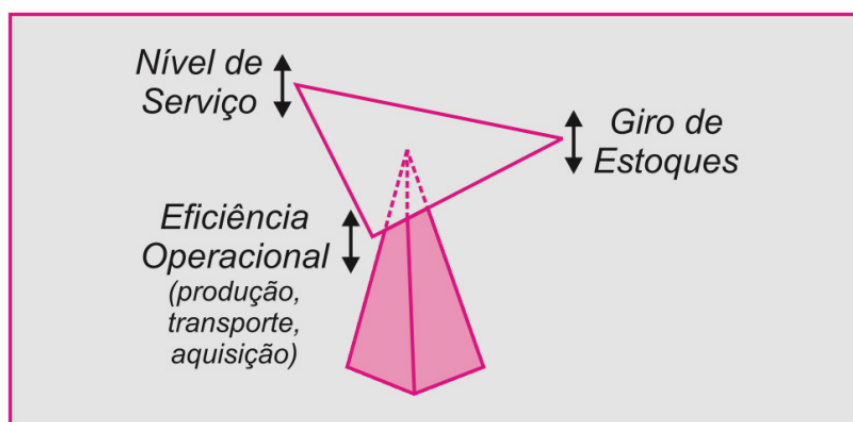 Nível de
Serviço
Giro de
Estoques
Eficiência
Operacional
(produção,
transporte,
aquisição)